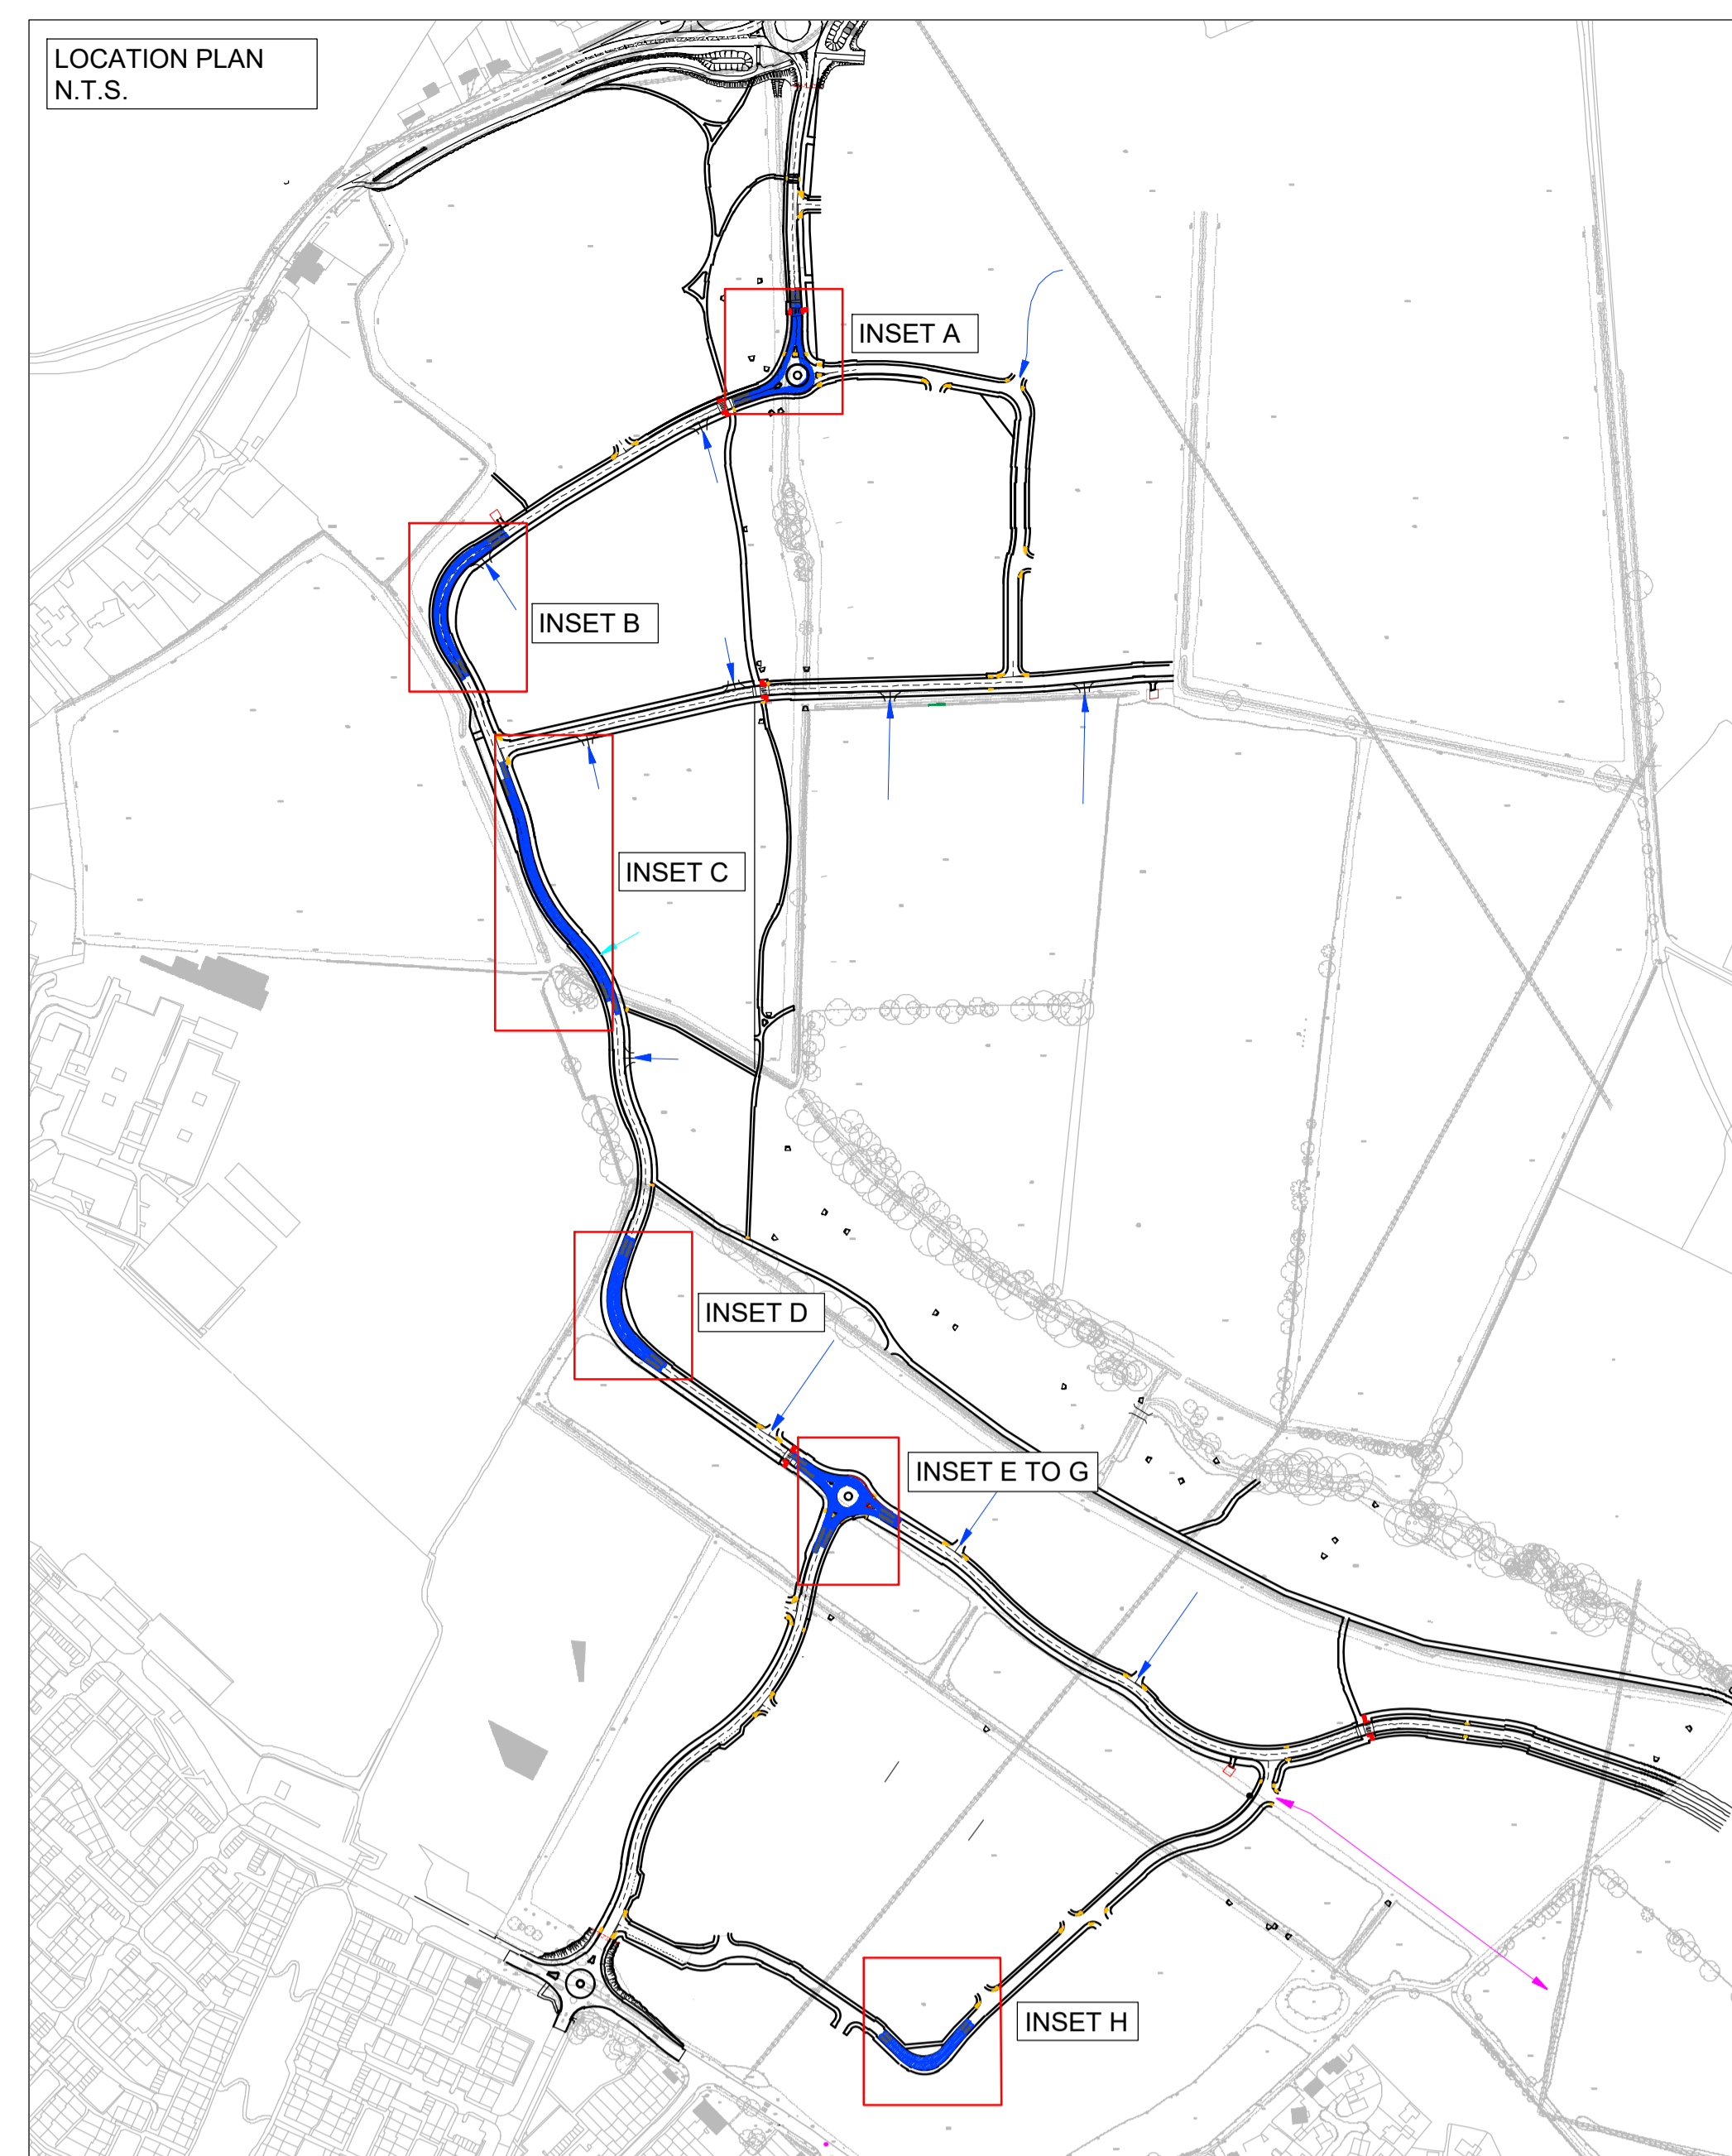 LOCATION PLAN
N.T.S.
INSET A
INSET B
INSET C
INSET D
INSET E TO G
INSET H